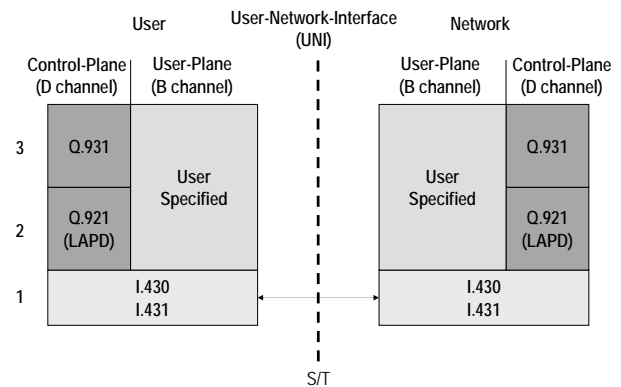 User
User-Network-Interface
(UNI)
Network
Control-Plane
(D channel)
User-Plane
(B channel)
User-Plane
(B channel)
Control-Plane
(D channel)
3
Q.931
User
Specified
User
Specified
Q.931
2
Q.921
(LAPD)
Q.921
(LAPD)
1
I.430
I.431
I.430
I.431
S/T